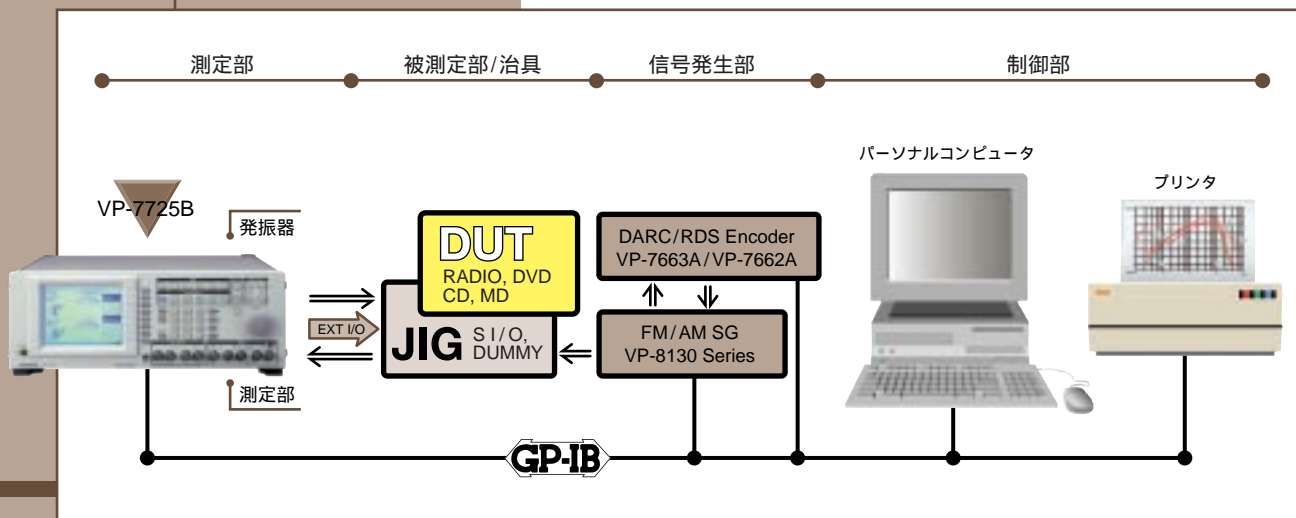 測定部
被測定部/治具
信号発生部
制御部
パーソナルコンピュータ
プリンタ
VP-7725B
発振器
測定部
EXT I/O
DUT
RADIO, DVD
CD, MD
JIG
S I/O,
DUMMY
DARC/RDS Encoder
VP-7663A/VP-7662A
FM/AM SG
VP-8130 Series
GP-IB